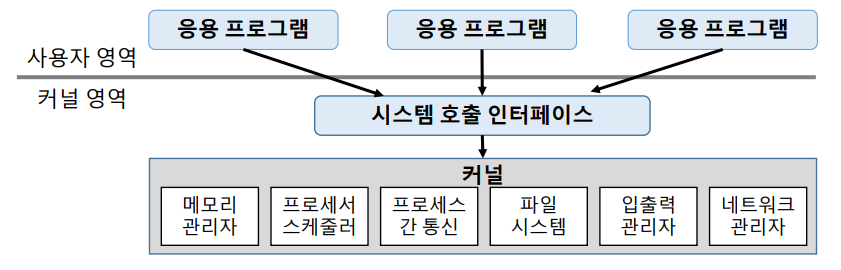 응용 프로그램
응용 프로그램
응용 프로그램
사용자 영역
커널 영역
시스템 호출 인터페이스
커널
메모리
관리자
프로세서
스케줄러
프로세스
간 통신
파일
시스템
입출력
관리자
네트워크
관리자